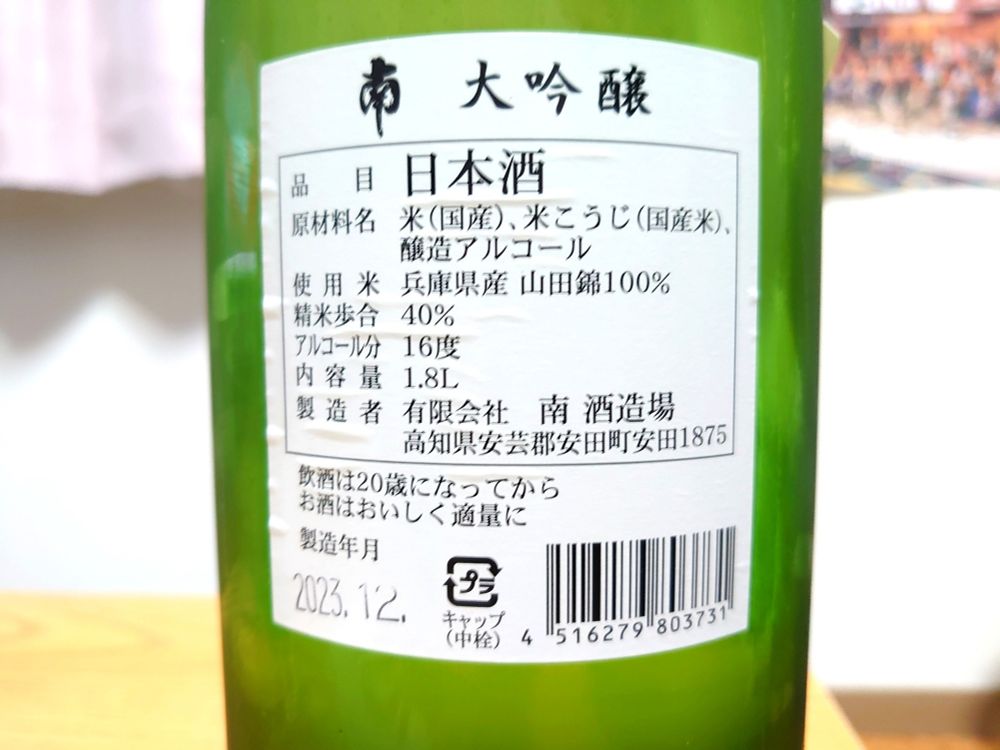 南 大吟醸
品目 日本酒
原材料名 米(国産)、米こうじ(国産米)、
醸造アルコール
使用米 兵庫県産 山田錦100%
精米歩合 40%
アルコール分 16度
内容量 1.8L
製造者 有限会社 南 酒造場
高知県安芸郡安田町安田1875
飲酒は20歳になってから
お酒はおいしく適量に
製造年月
2023.12.
プラ
キャップ
(中栓)
4 516279 803731